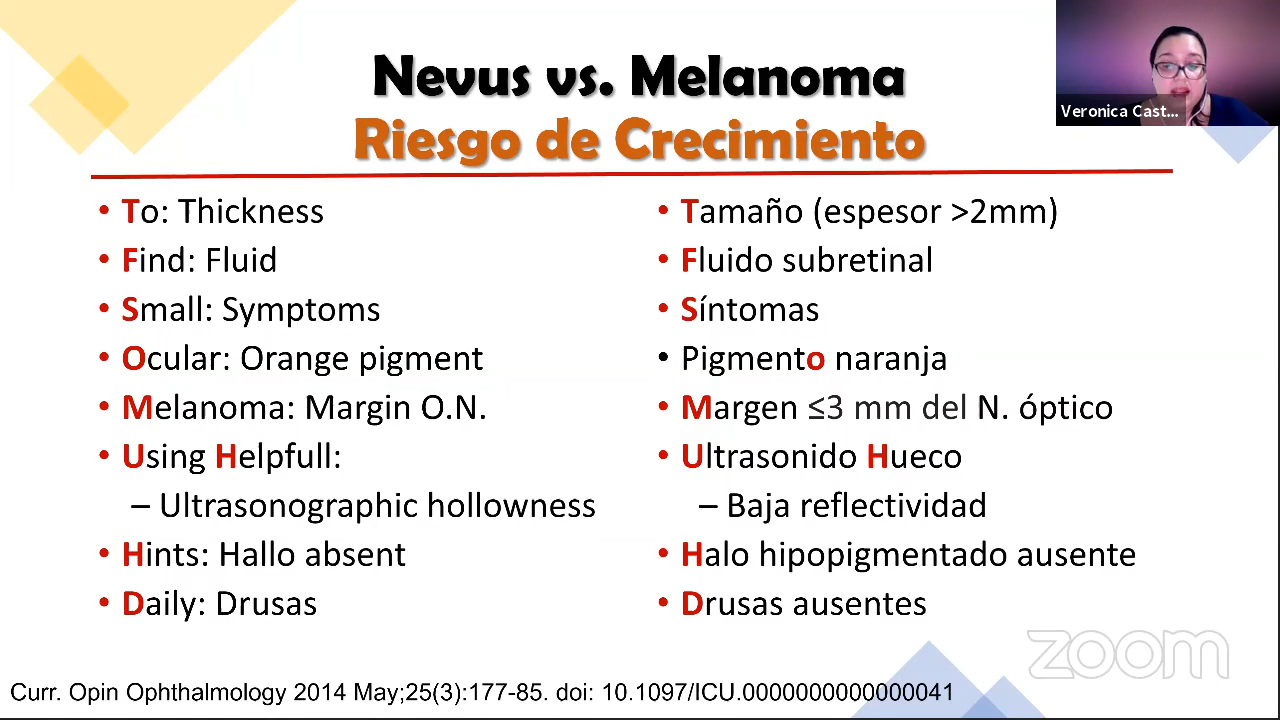 Nevus vs. Melanoma
Riesgo de Crecimiento
Veronica Cast...
• To: Thickness
• Find: Fluid
• Small: Symptoms
• Ocular: Orange pigment
• Melanoma: Margin O.N.
• Using Helpfull:
– Ultrasonographic hollowness
• Hints: Hallo absent
• Daily: Drusas
• Tamaño (espesor >2mm)
• Fluido subretinal
• Síntomas
• Pigmento naranja
• Margen ≤3 mm del N. óptico
• Ultrasonido Hueco
– Baja reflectividad
• Halo hipopigmentado ausente
• Drusas ausentes
zoom
Curr. Opin Ophthalmology 2014 May;25(3):177-85. doi: 10.1097/ICU.0000000000000041